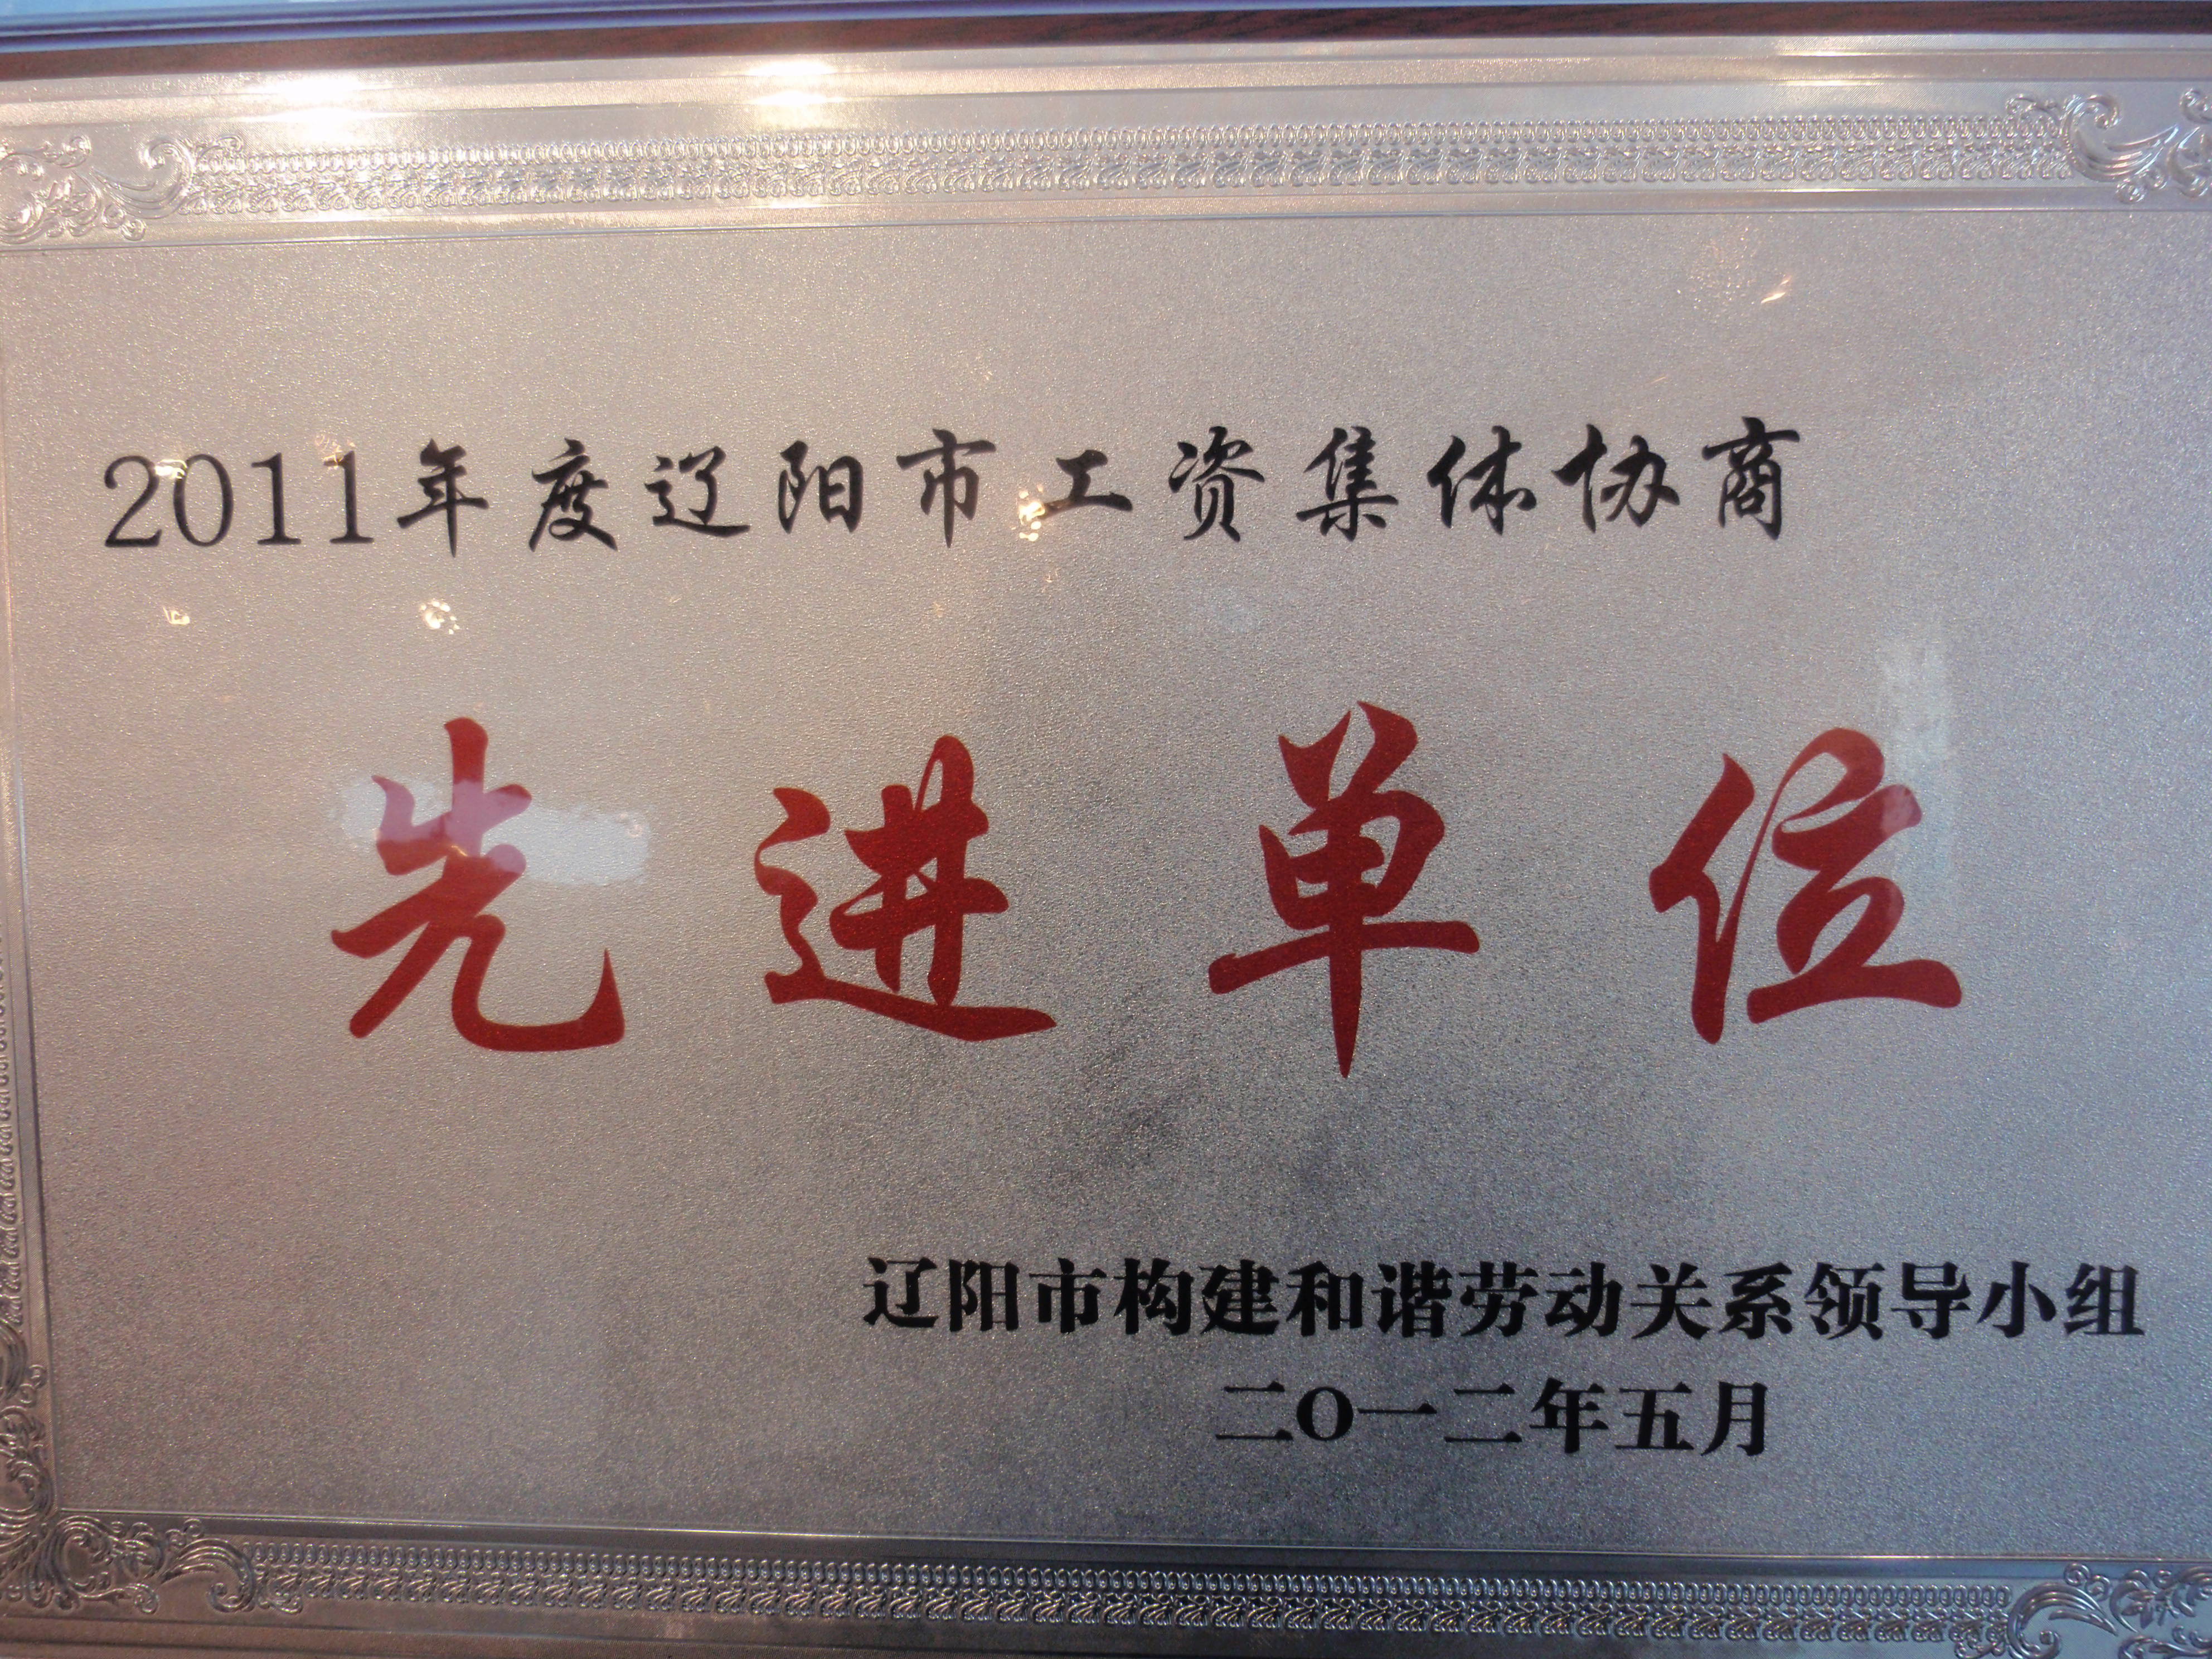 2011年度辽阳市工资集体协商
先进单位
辽阳市构建和谐劳动关系领导小组
二O一二年五月